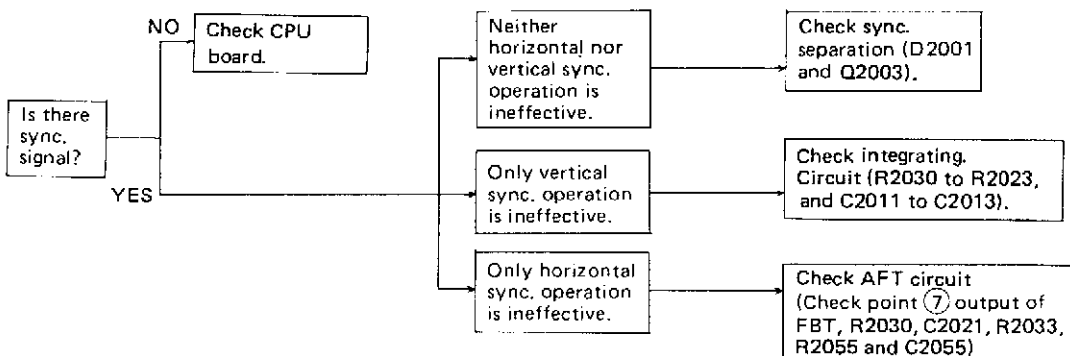 Is there
sync.
signal?
NO
YES
Check CPU
board.
Neither
horizontal nor
vertical sync.
operation is
ineffective.
Check sync.
separation (D2001
and Q2003).
Only vertical
sync. operation
is ineffective.
Check integrating.
Circuit (R2030 to R2023,
and C2011 to C2013).
Only horizontal
sync. operation
is ineffective.
Check AFT circuit
(Check point ⑦ output of
FBT, R2030, C2021, R2033,
R2055 and C2055)